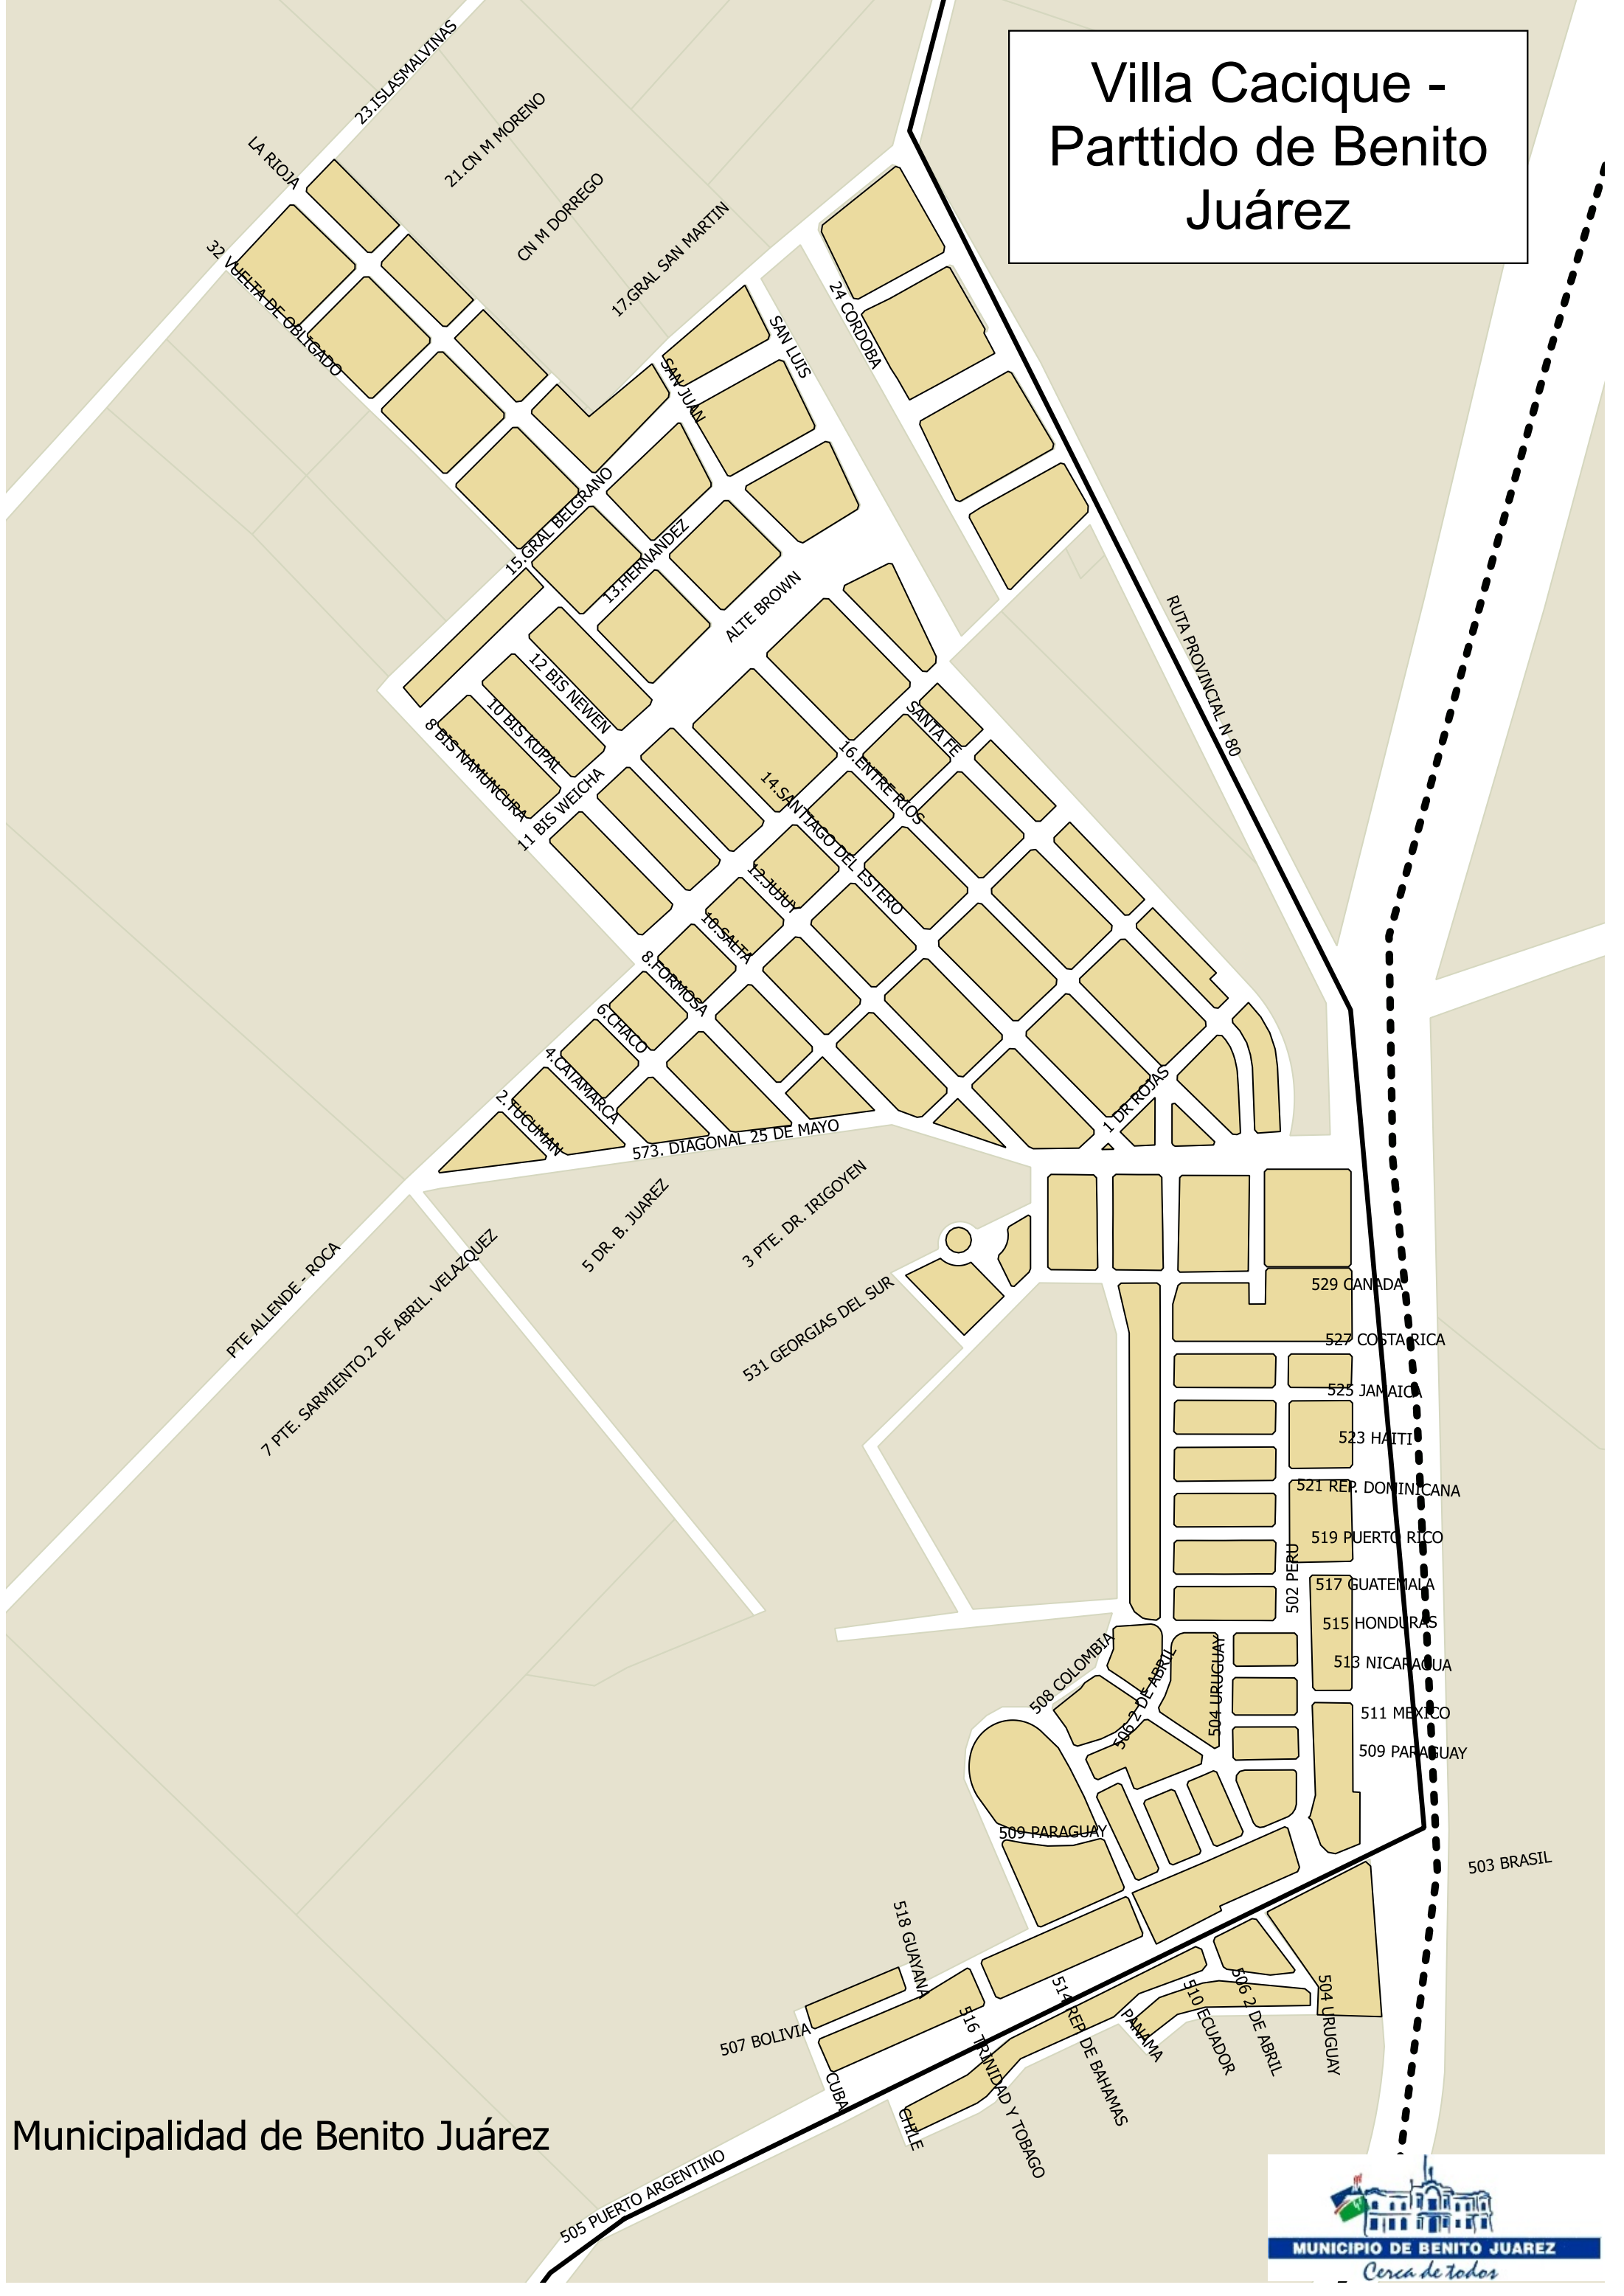 Villa Cacique -
Parttido de Benito
Juárez
23.ISLASMALVINAS
LA RIOJA
21.CN M MORENO
CN M DORREGO
17.GRAL SAN MARTIN
32 VUELTA DE OBLIGADO
24 CORDOBA
SAN LUIS
SAN JUAN
15.GRAL BELGRANO
13.HERNANDEZ
ALTE BROWN
RUTA PROVINCIAL N 80
12 BIS NEWEN
10 BIS KUPAL
8 BIS NAMUNCURA
11 BIS WEICHA
SANTA FE
16.ENTRE RIOS
14.SANTIAGO DEL ESTERO
12.JUJUY
10.SALTA
8.FORMOSA
6.CHACO
4.CATAMARCA
2.TUCUMAN
1 DR ROJAS
573. DIAGONAL 25 DE MAYO
5 DR. B. JUAREZ
3 PTE. DR. IRIGOYEN
PTE ALLENDE - ROCA
7 PTE. SARMIENTO.2 DE ABRIL. VELAZQUEZ
531 GEORGIAS DEL SUR
529 CANADA
527 COSTA RICA
525 JAMAICA
523 HAITI
521 REP. DOMINICANA
519 PUERTO RICO
502 PERU
517 GUATEMALA
515 HONDURAS
513 NICARAGUA
508 COLOMBIA
506 2 DE ABRIL
504 URUGUAY
511 MEXICO
509 PARAGUAY
509 PARAGUAY
503 BRASIL
518 GUAYANA
507 BOLIVIA
CUBA
CHILE
516 TRINIDAD Y TOBAGO
514 REP. DE BAHAMAS
PANAMA
510 ECUADOR
506 2 DE ABRIL
504 URUGUAY
505 PUERTO ARGENTINO
Municipalidad de Benito Juárez
MUNICIPIO DE BENITO JUAREZ
Cerca de todos